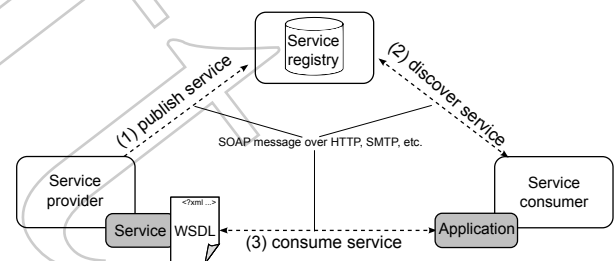 Service
registry
(1) publish service
(2) discover service
SOAP message over HTTP, SMTP, etc.
Service
provider
Service
consumer
<?xml ...>
Service
WSDL
Application
(3) consume service